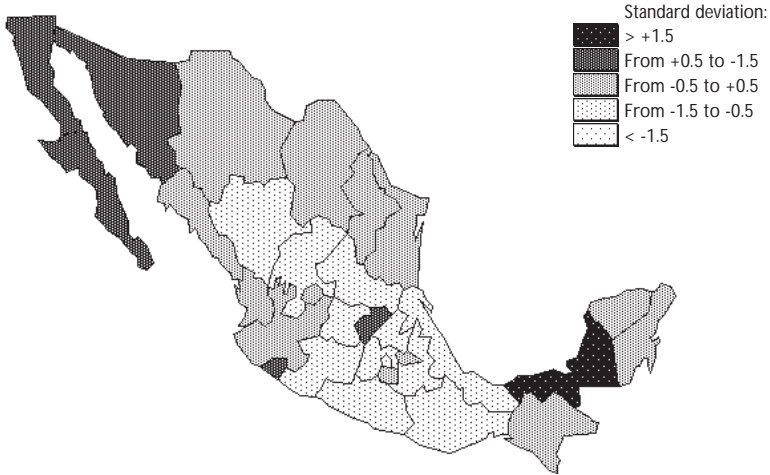 Standard deviation:
> +1.5
From +0.5 to -1.5
From -0.5 to +0.5
From -1.5 to -0.5
< -1.5